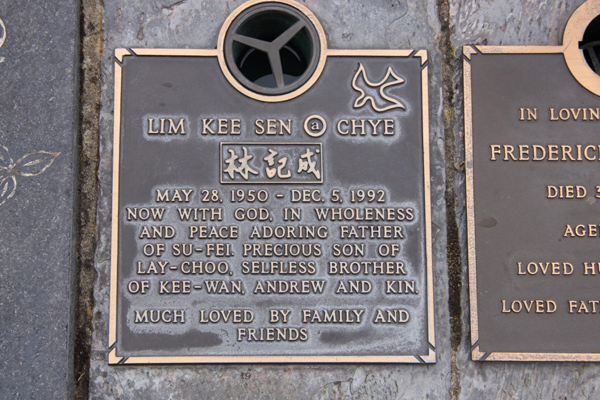 LIM KEE SEN ⓐ CHYE
林記成
MAY 28, 1950 - DEC. 5, 1992
NOW WITH GOD, IN WHOLENESS
AND PEACE ADORING FATHER
OF SU-FEI. PRECIOUS SON OF
LAY-CHOO, SELFLESS BROTHER
OF KEE-WAN, ANDREW AND KIN.
MUCH LOVED BY FAMILY AND
FRIENDS
IN LOVIN
FREDERIC
DIED 3
AGE
LOVED HU
LOVED FAT